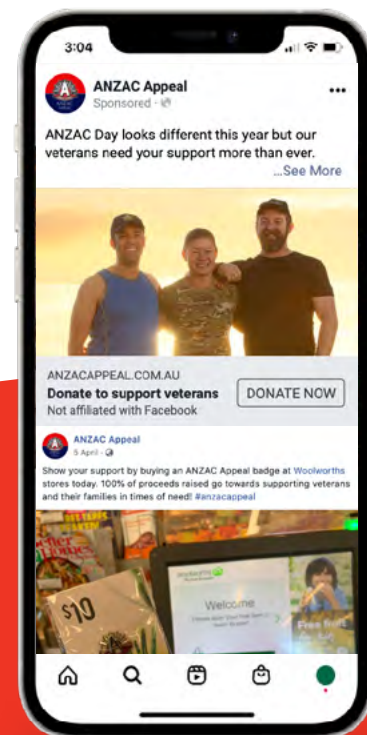 3:04
ANZAC Appeal
Sponsored ·
ANZAC Day looks different this year but our
veterans need your support more than ever.
...See More
ANZACAPPEAL.COM.AU
Donate to support veterans
Not affiliated with Facebook
DONATE NOW
ANZAC Appeal
5 April ·
Show your support by buying an ANZAC Appeal badge at Woolworths
stores today. 100% of proceeds raised go towards supporting veterans
and their families in times of need! #anzacappeal
$10
woolworths
Welcome
Free fruit